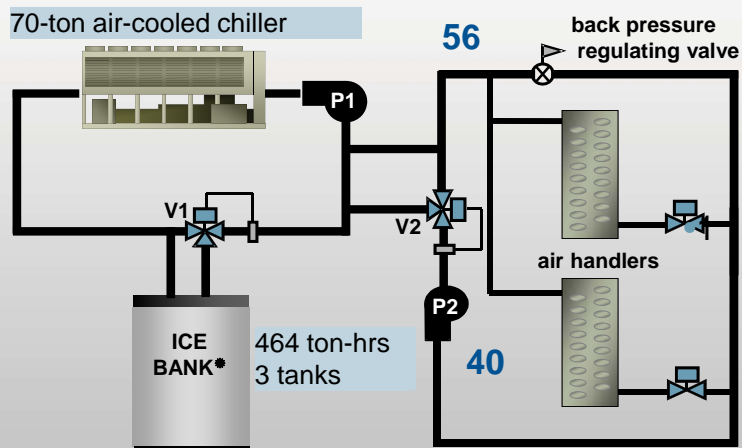 70-ton air-cooled chiller
56
back pressure
regulating valve
P1
V1
V2
air handlers
P2
ICE
BANK
464 ton-hrs
3 tanks
40